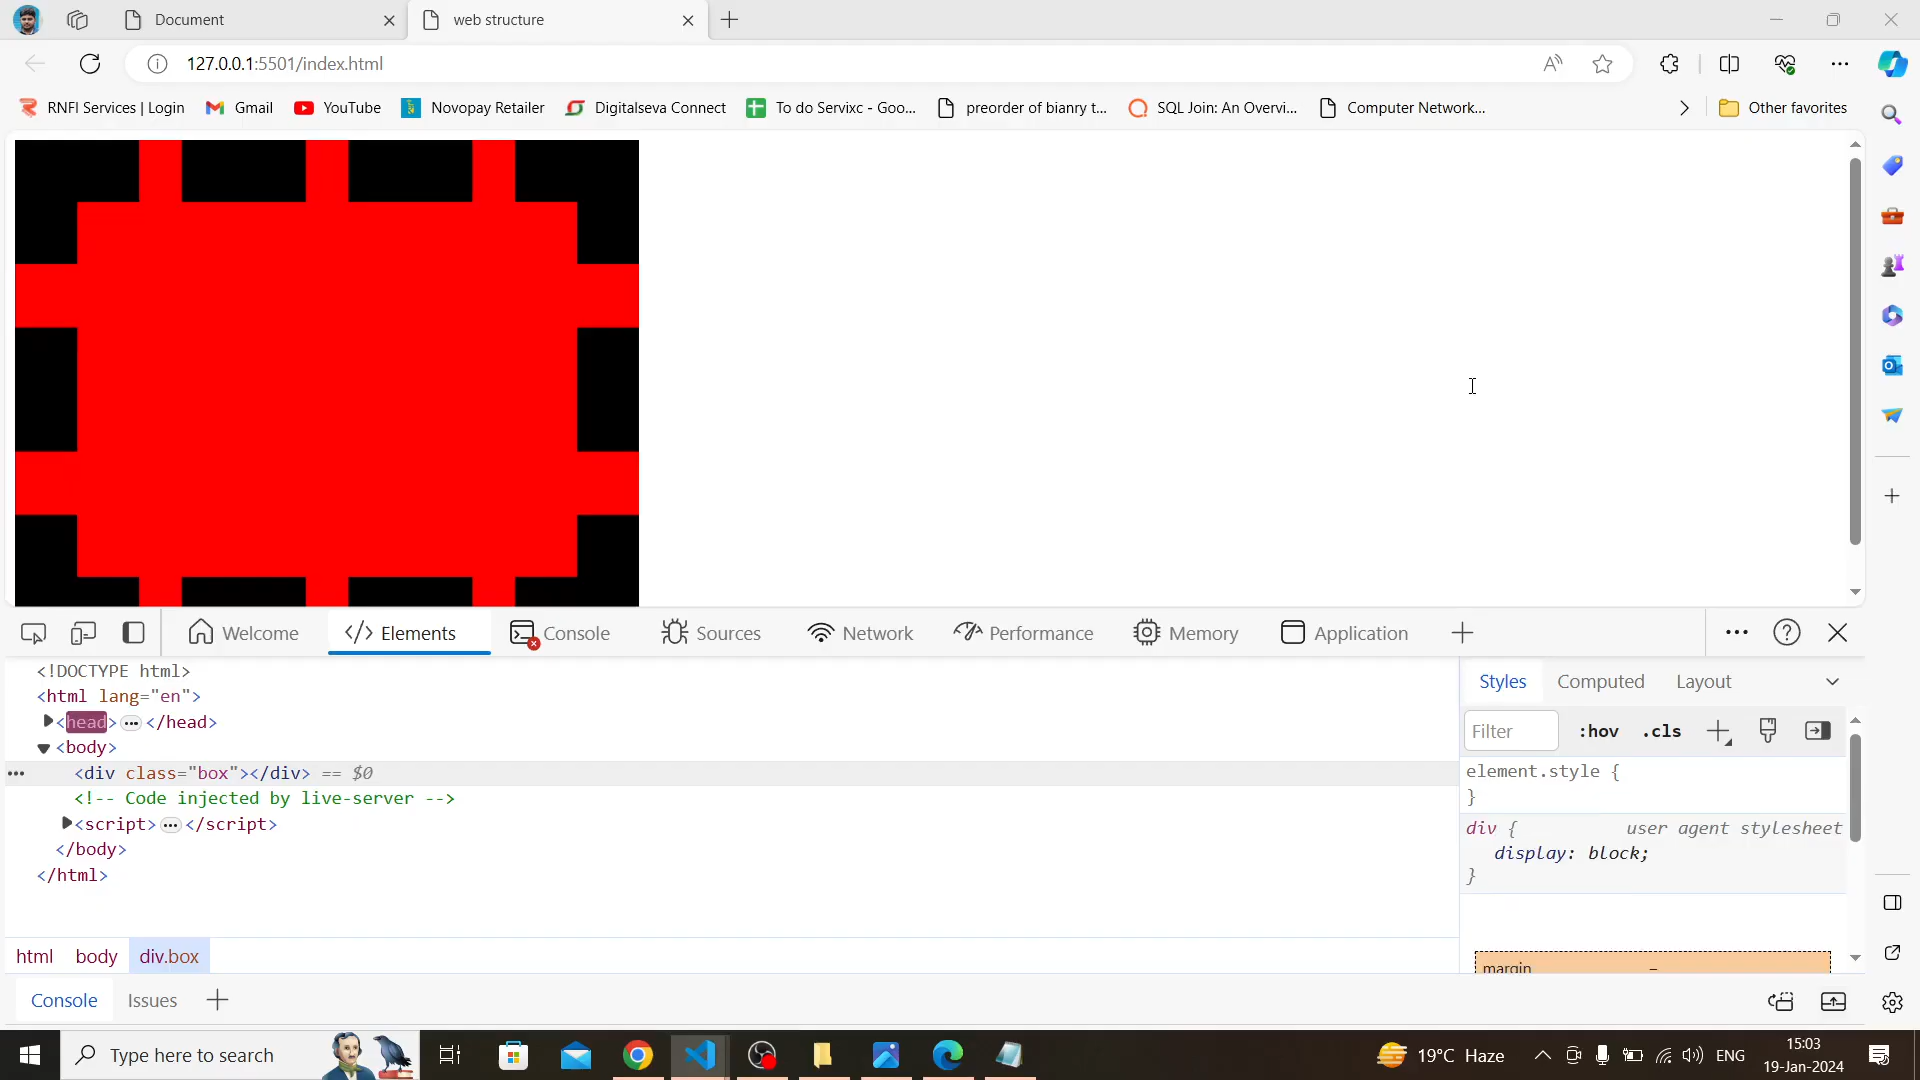 Document
web structure
127.0.0.1:5501/index.html
RNFI Services | Login
Gmail
YouTube
Novopay Retailer
Digitalseva Connect
To do Servixc - Goo...
preorder of bianry t...
SQL Join: An Overvi...
Computer Network...
Other favorites
Welcome
Elements
Console
Sources
Network
Performance
Memory
Application
<!DOCTYPE html>
<html lang="en">
<head>⋯</head>
<body>
<div class="box"></div> == $0
<!-- Code injected by live-server -->
<script>⋯</script>
</body>
</html>
html body div.box
Styles Computed Layout
Filter :hov .cls
element.style {
}
div { user agent stylesheet
display: block;
}
margin –
Console Issues
Type here to search
19°C Haze
ENG
15:03
19-Jan-2024